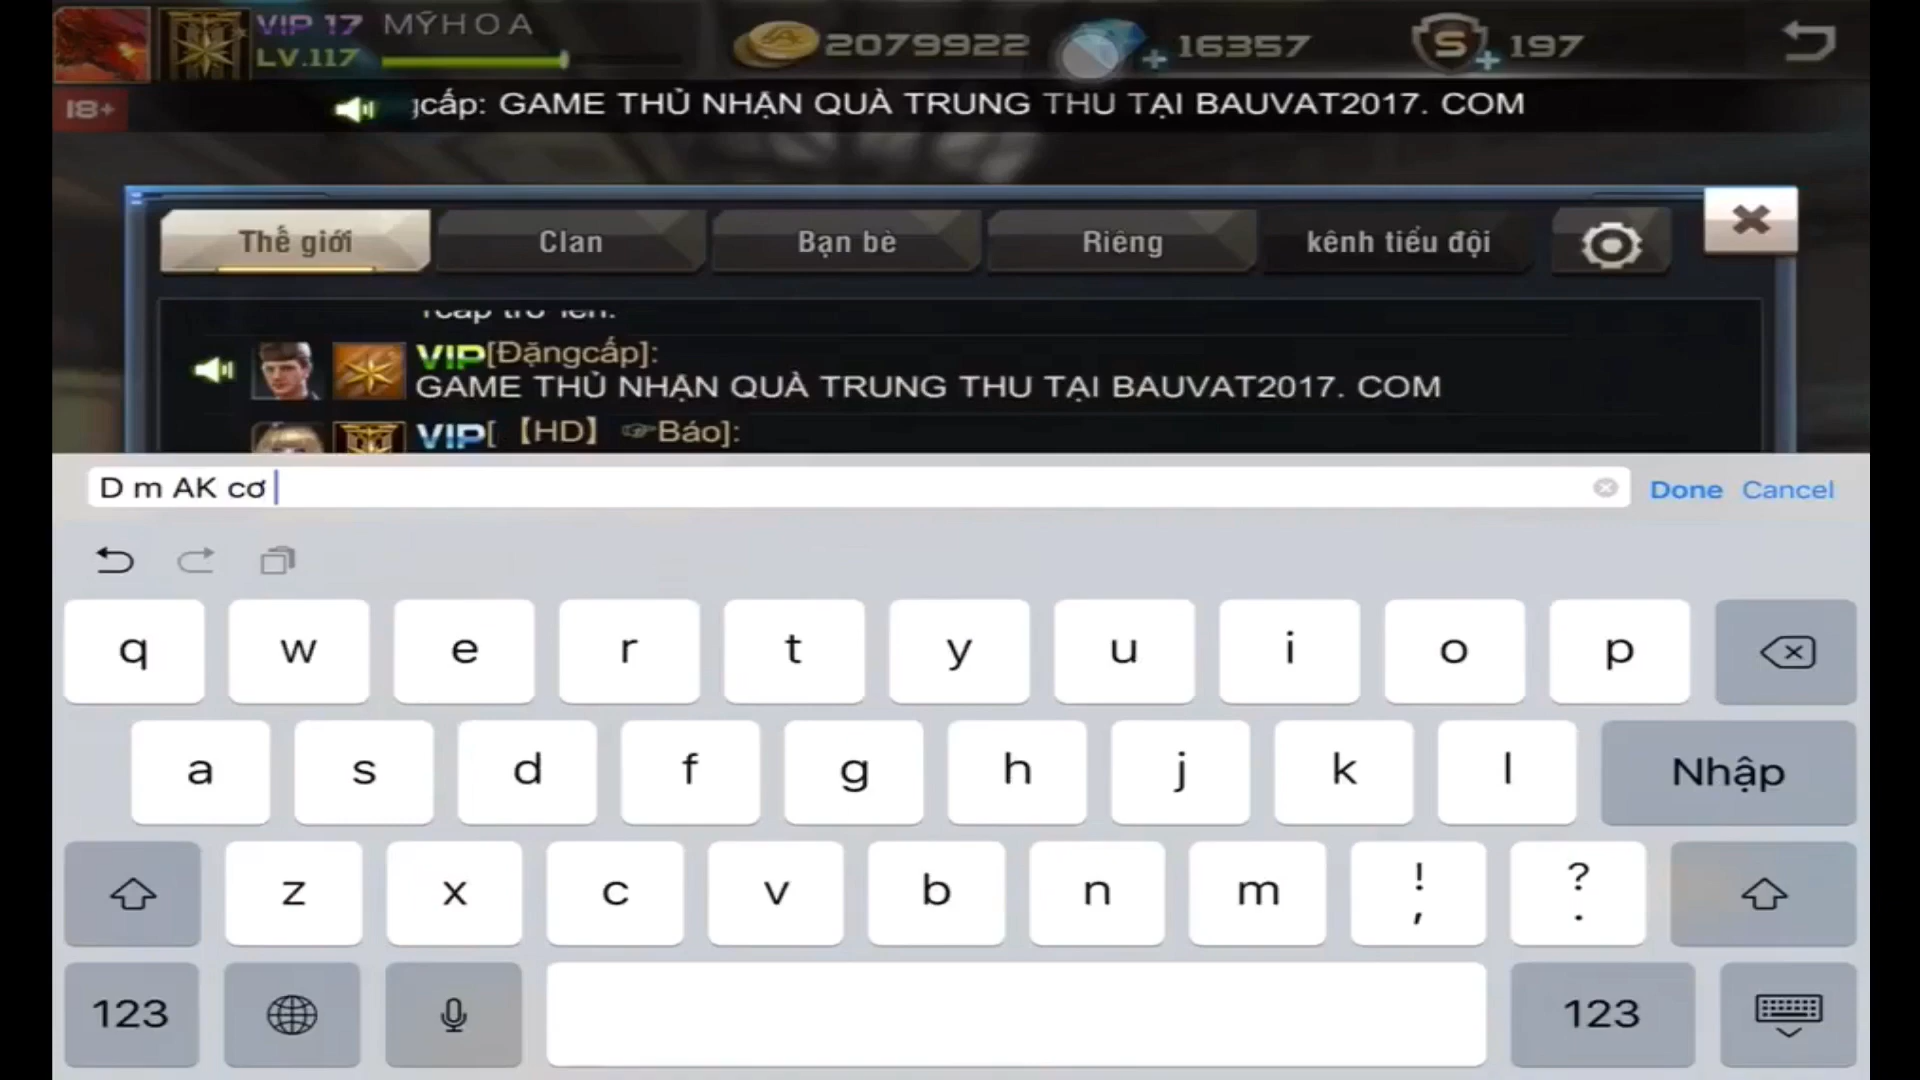 VIP 17 MỸHOA
LV.117
2079922
16357
197
18+
gcấp: GAME THỦ NHẬN QUÀ TRUNG THU TẠI BAUVAT2017. COM
Thế giới
Clan
Bạn bè
Riêng
kênh tiểu đội
VIP[Đặngcấp]:
GAME THỦ NHẬN QUÀ TRUNG THU TẠI BAUVAT2017. COM
VIP[ 【HD】 ☞Báo]:
D m AK cơ
Done Cancel
q w e r t y u i o p
a s d f g h j k l Nhập
z x c v b n m ! , ? .
123 123